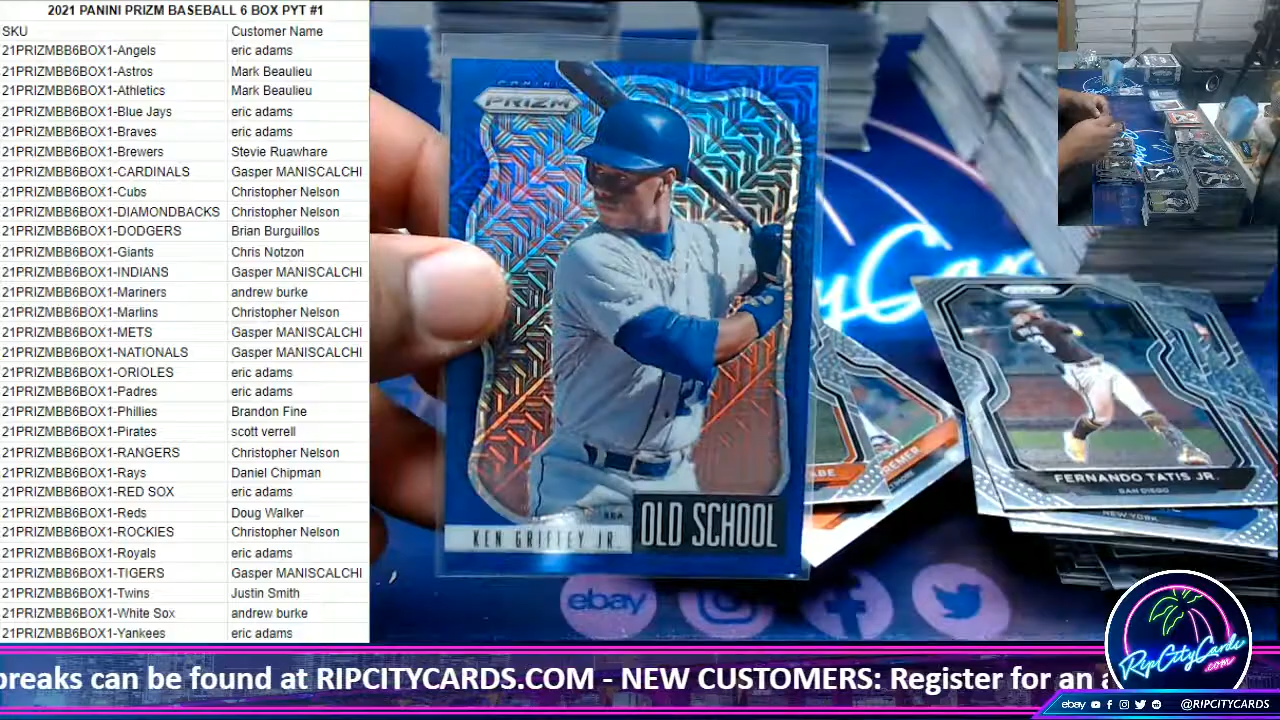 2021 PANINI PRIZM BASEBALL 6 BOX PYT #1
SKU Customer Name
21PRIZMBB6BOX1-Angels eric adams
21PRIZMBB6BOX1-Astros Mark Beaulieu
21PRIZMBB6BOX1-Athletics Mark Beaulieu
21PRIZMBB6BOX1-Blue Jays eric adams
21PRIZMBB6BOX1-Braves eric adams
21PRIZMBB6BOX1-Brewers Stevie Ruawhare
21PRIZMBB6BOX1-CARDINALS Gasper MANISCALCHI
21PRIZMBB6BOX1-Cubs Christopher Nelson
21PRIZMBB6BOX1-DIAMONDBACKS Christopher Nelson
21PRIZMBB6BOX1-DODGERS Brian Burguillos
21PRIZMBB6BOX1-Giants Chris Notzon
21PRIZMBB6BOX1-INDIANS Gasper MANISCALCHI
21PRIZMBB6BOX1-Mariners andrew burke
21PRIZMBB6BOX1-Marlins Christopher Nelson
21PRIZMBB6BOX1-METS Gasper MANISCALCHI
21PRIZMBB6BOX1-NATIONALS Gasper MANISCALCHI
21PRIZMBB6BOX1-ORIOLES eric adams
21PRIZMBB6BOX1-Padres eric adams
21PRIZMBB6BOX1-Phillies Brandon Fine
21PRIZMBB6BOX1-Pirates scott verrell
21PRIZMBB6BOX1-RANGERS Christopher Nelson
21PRIZMBB6BOX1-Rays Daniel Chipman
21PRIZMBB6BOX1-RED SOX eric adams
21PRIZMBB6BOX1-Reds Doug Walker
21PRIZMBB6BOX1-ROCKIES Christopher Nelson
21PRIZMBB6BOX1-Royals eric adams
21PRIZMBB6BOX1-TIGERS Gasper MANISCALCHI
21PRIZMBB6BOX1-Twins Justin Smith
21PRIZMBB6BOX1-White Sox andrew burke
21PRIZMBB6BOX1-Yankees eric adams
PANINI
PRIZM
SEA
KEN GRIFFEY JR.
OLD SCHOOL
FERNANDO TATIS JR.
SAN DIEGO
NEW YORK
REMER
ABE
ebay
breaks can be found at RIPCITYCARDS.COM - NEW CUSTOMERS: Register for an a
RipCityCards
.com
ebay @RIPCITYCARDS